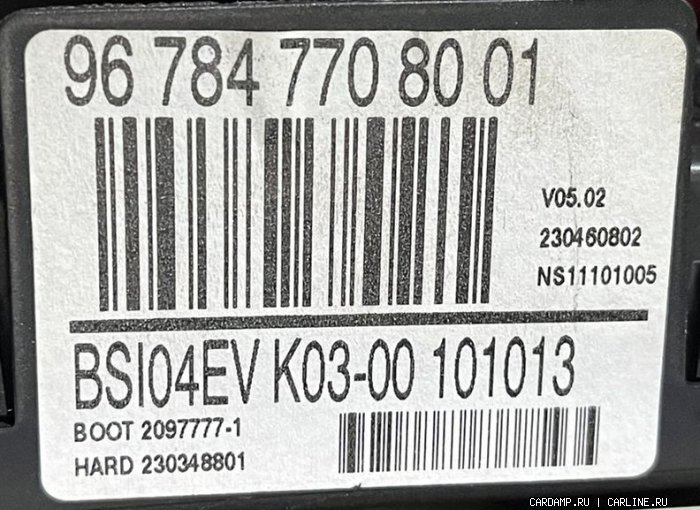 96 784 770 80 01
V05.02
230460802
NS11101005
BSI04EV K03-00 101013
BOOT 2097777-1
HARD 230348801
CARDAMP.RU | CARLINE.RU